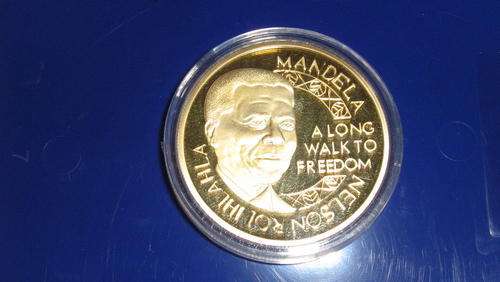 NELSON ROLIHLAHLA
MANDELA
A LONG
WALK TO
FREEDOM